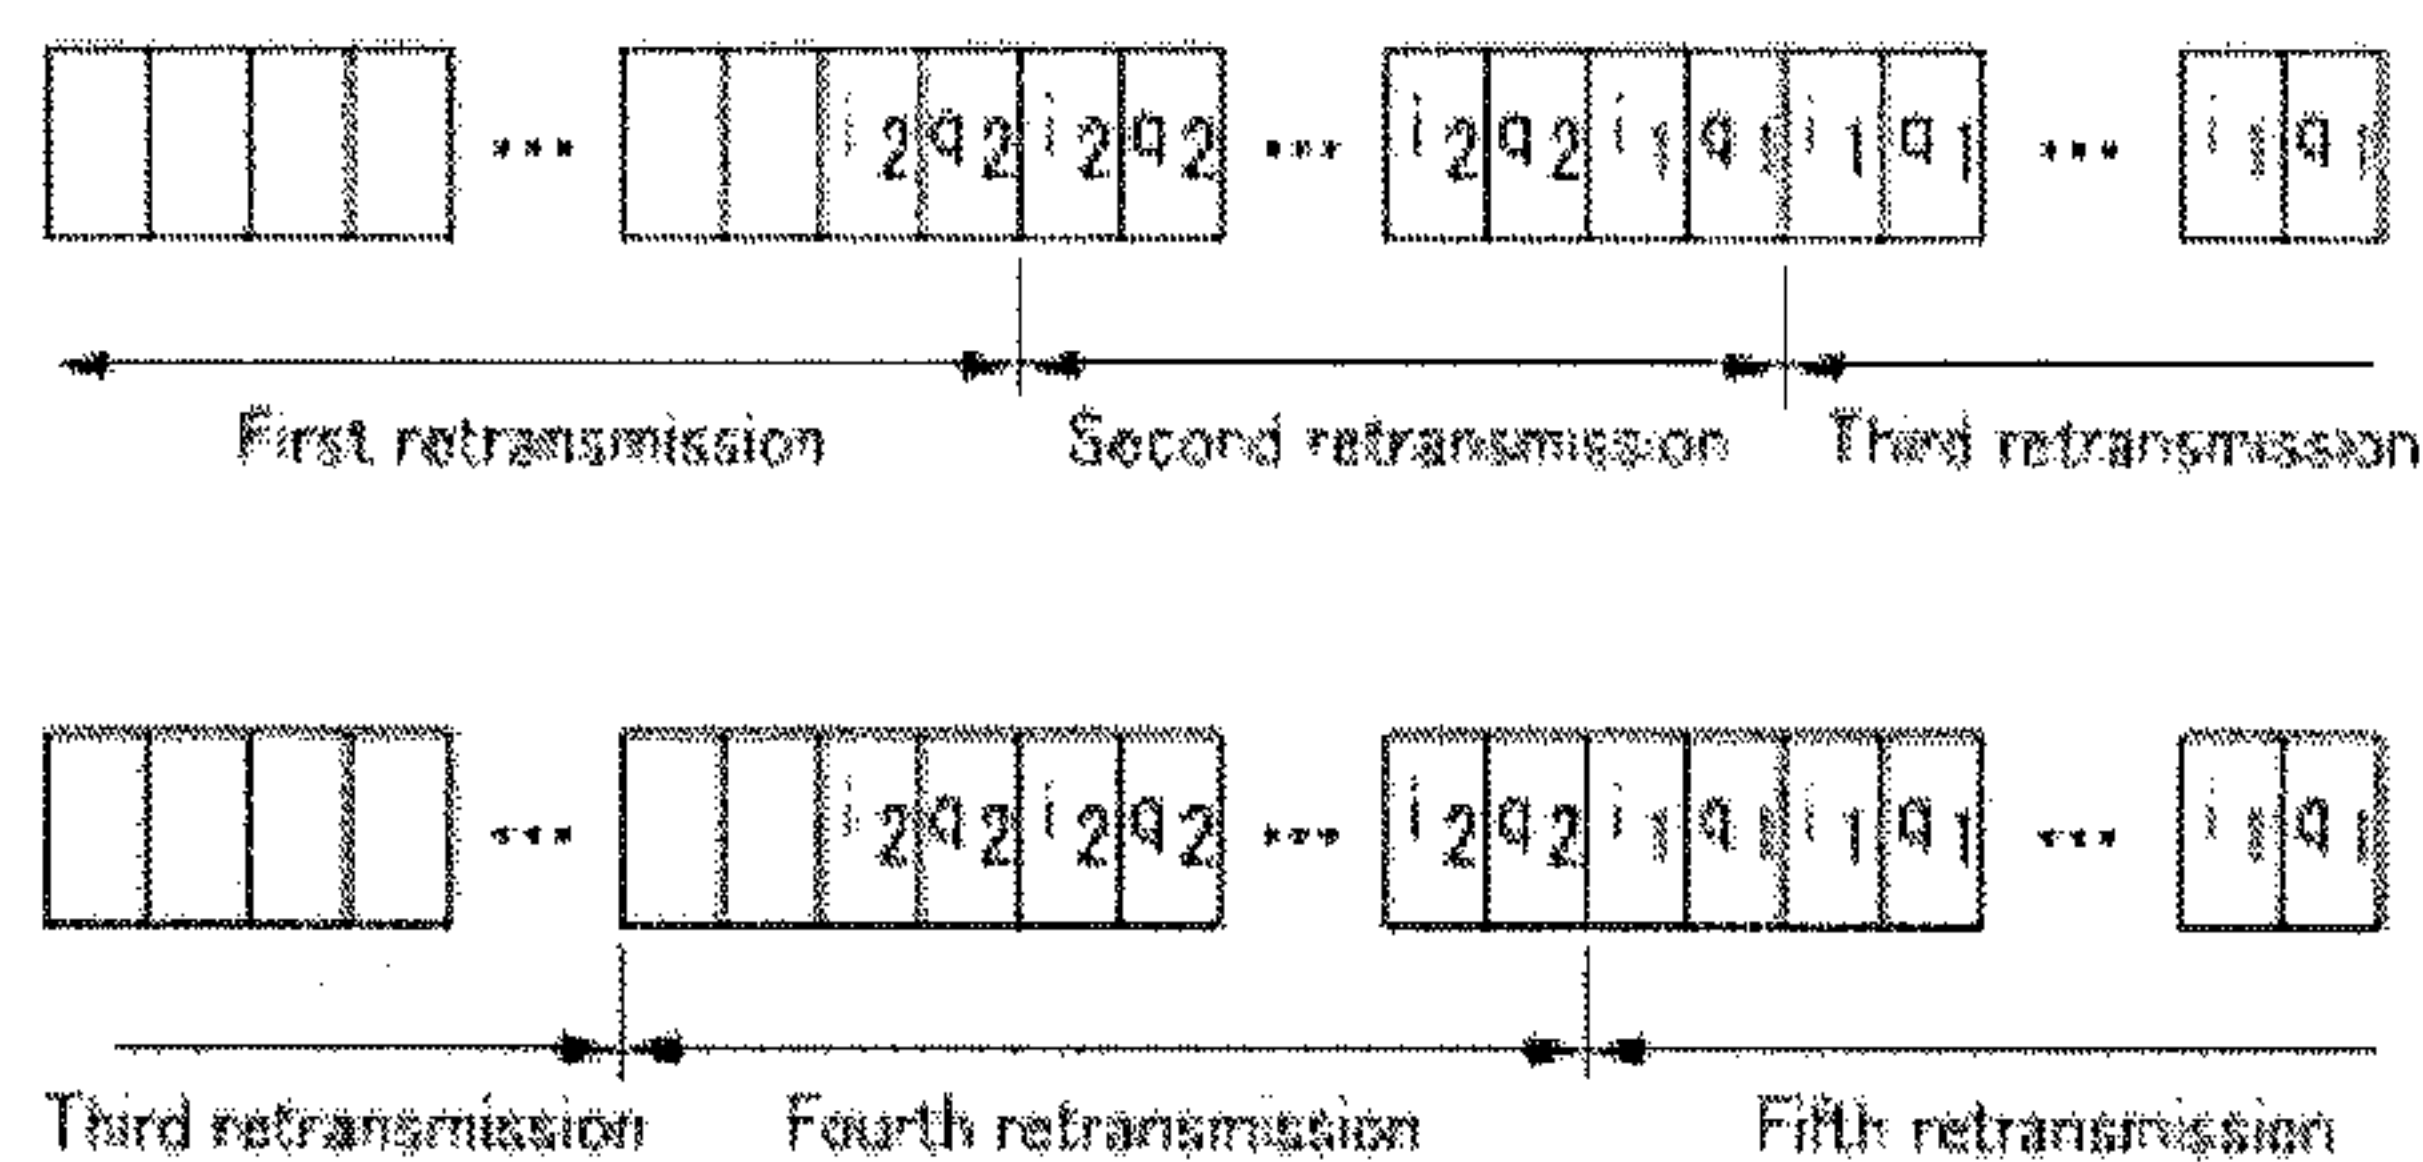 i2 q2 i2 q2 ... i2 q2 i1 q1 i1 q1 ... i1 q1
First retransmission Second retransmission Third retransmission
i2 q2 i2 q2 ... i2 q2 i1 q1 i1 q1 ... i1 q1
Third retransmission Fourth retransmission Fifth retransmission